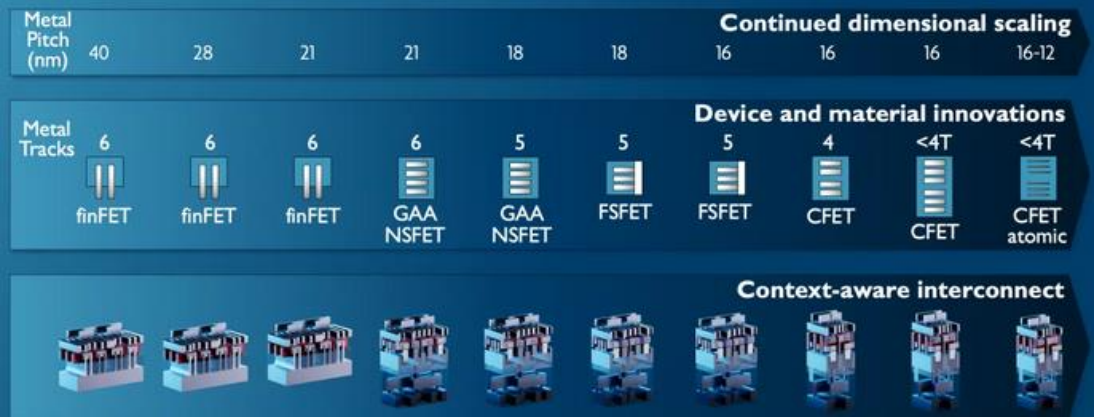 Continued dimensional scaling
Metal
Pitch
(nm)
40 28 21 21 18 18 16 16 16 16-12
Device and material innovations
Metal
Tracks
6 6 6 6 5 5 5 4 <4T <4T
finFET finFET finFET GAA
NSFET GAA
NSFET FSFET FSFET CFET CFET CFET
atomic
Context-aware interconnect